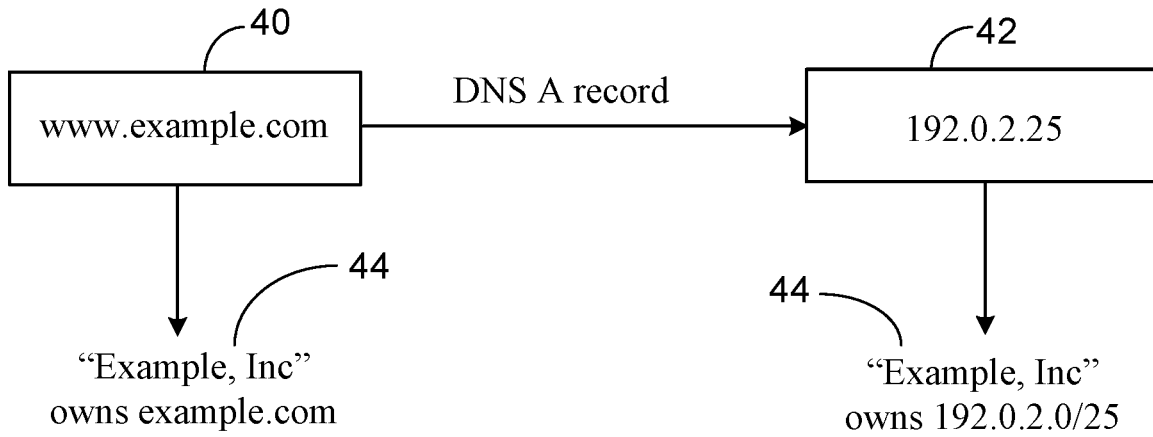 40
42
www.example.com
DNS A record
192.0.2.25
44
44
“Example, Inc”
owns example.com
“Example, Inc”
owns 192.0.2.0/25